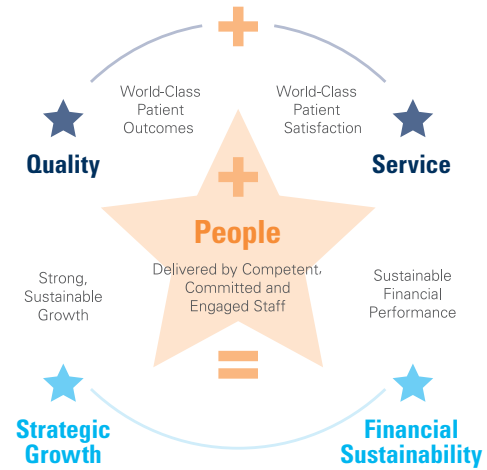 +
World-Class
Patient
Outcomes
World-Class
Patient
Satisfaction
Quality
Service
+
People
Delivered by Competent,
Committed and
Engaged Staff
Strong,
Sustainable
Growth
Sustainable
Financial
Performance
=
Strategic
Growth
Financial
Sustainability